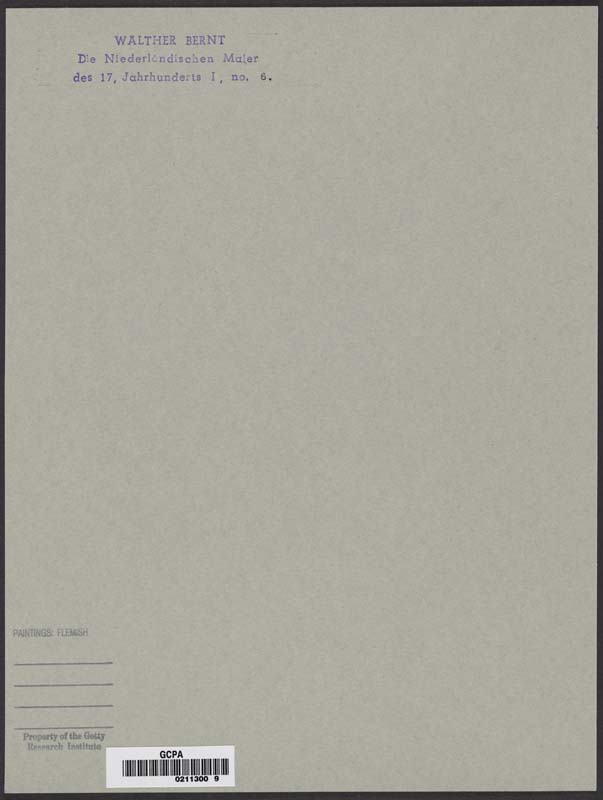 WALTHER BERNT
Die Niederländischen Maler
des 17, Jahrhunderts I, no. 6.
PAINTINGS: FLEMISH
Property of the Getty
Research Institute
GCPA
0211300 9